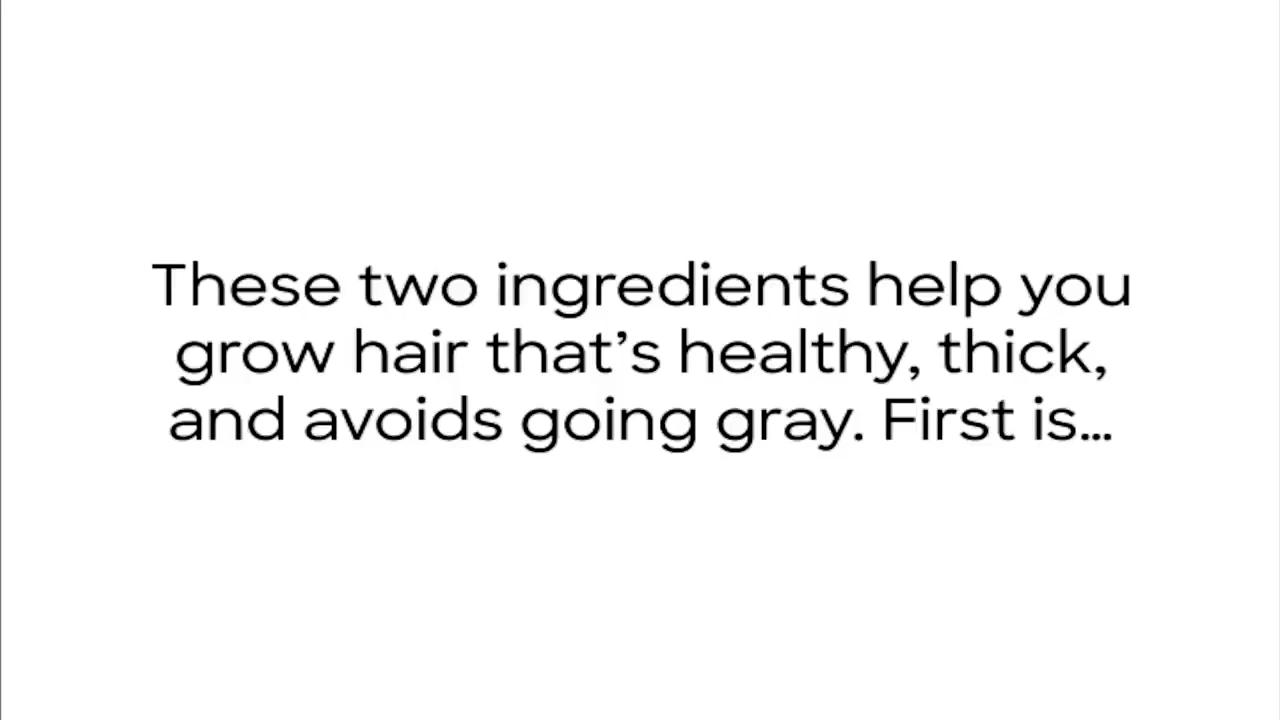 These two ingredients help you
grow hair that’s healthy, thick,
and avoids going gray. First is...